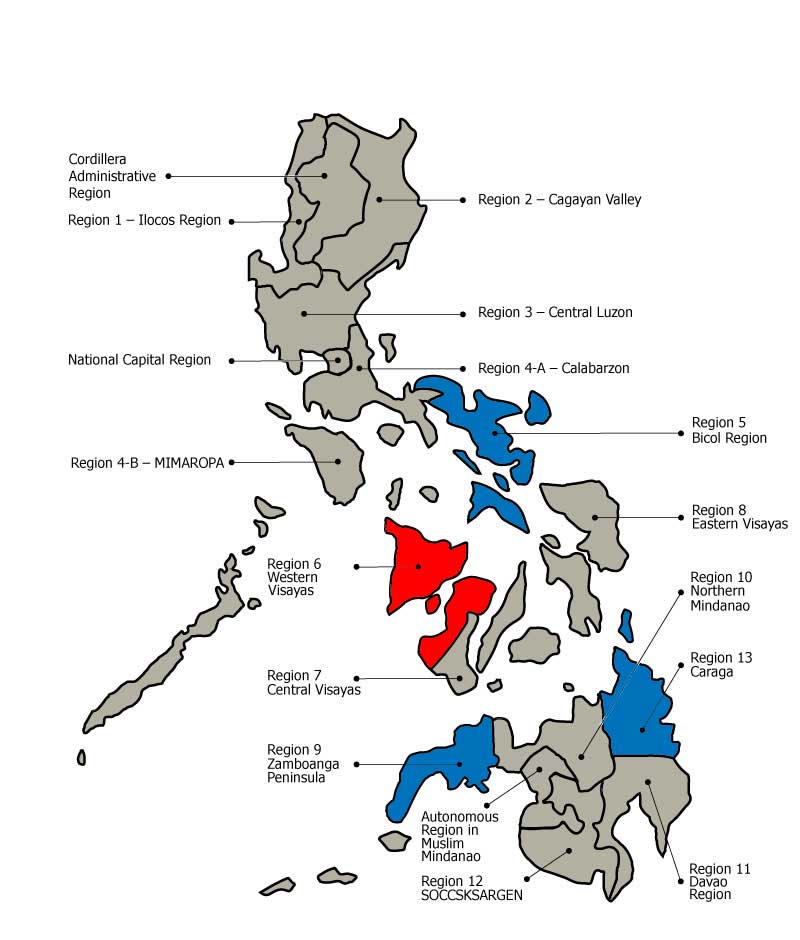 Cordillera
Administrative
Region
Region 1 – Ilocos Region
Region 2 – Cagayan Valley
Region 3 – Central Luzon
National Capital Region
Region 4-A – Calabarzon
Region 5
Bicol Region
Region 4-B – MIMAROPA
Region 8
Eastern Visayas
Region 6
Western
Visayas
Region 10
Northern
Mindanao
Region 7
Central Visayas
Region 13
Caraga
Region 9
Zamboanga
Peninsula
Autonomous
Region in
Muslim
Mindanao
Region 12
SOCCSKSARGEN
Region 11
Davao
Region